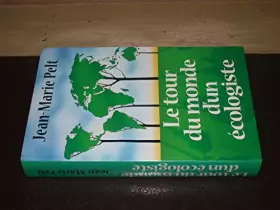 Jean-Marie Pelt
Le tour
du monde
d'un
écologiste
Jean-Marie Pelt
Le tour du monde
d'un écologiste